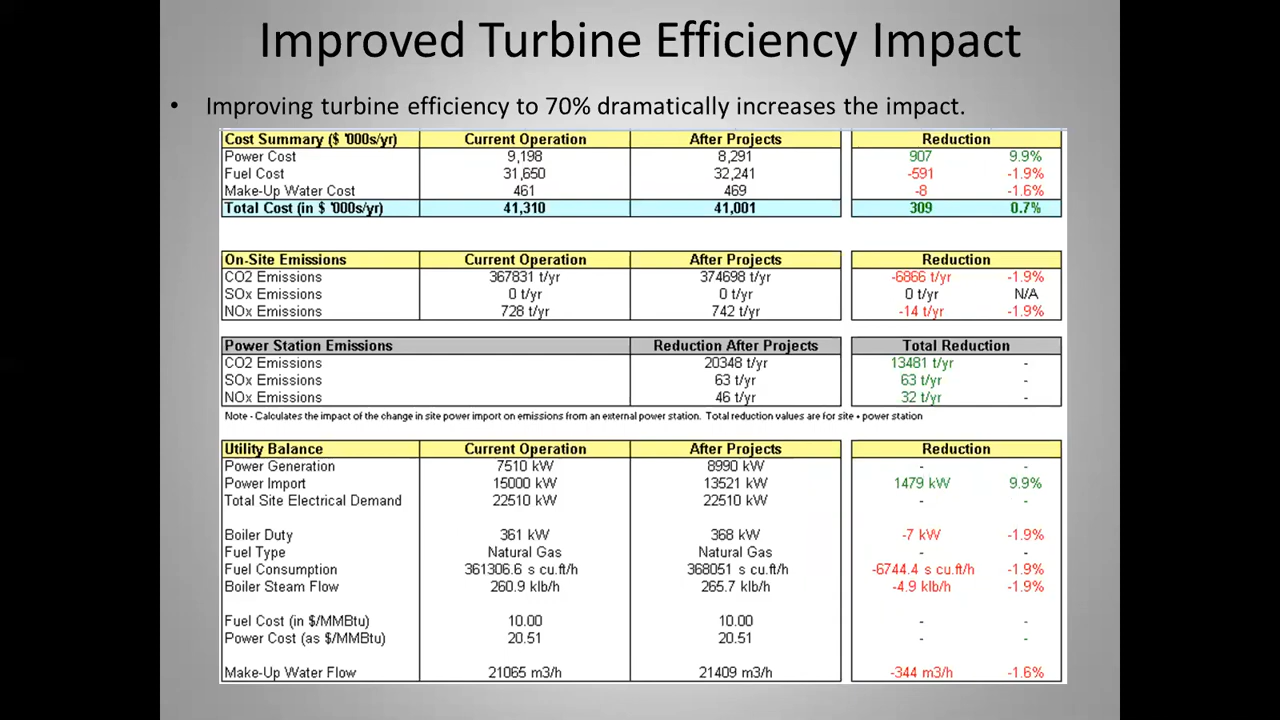 Improved Turbine Efficiency Impact
• Improving turbine efficiency to 70% dramatically increases the impact.
Cost Summary ($ '000s/yr) Current Operation After Projects Reduction
Power Cost 9,198 8,291 907 9.9%
Fuel Cost 31,650 32,241 -591 -1.9%
Make-Up Water Cost 461 469 -8 -1.6%
Total Cost (in $ '000s/yr) 41,310 41,001 309 0.7%
On-Site Emissions Current Operation After Projects Reduction
CO2 Emissions 367831 t/yr 374698 t/yr -6866 t/yr -1.9%
SOx Emissions 0 t/yr 0 t/yr 0 t/yr N/A
NOx Emissions 728 t/yr 742 t/yr -14 t/yr -1.9%
Power Station Emissions Reduction After Projects Total Reduction
CO2 Emissions 20348 t/yr 13481 t/yr -
SOx Emissions 63 t/yr 63 t/yr -
NOx Emissions 46 t/yr 32 t/yr -
Note - Calculates the impact of the change in site power import on emissions from an external power station. Total reduction values are for site + power station
Utility Balance Current Operation After Projects Reduction
Power Generation 7510 kW 8990 kW - -
Power Import 15000 kW 13521 kW 1479 kW 9.9%
Total Site Electrical Demand 22510 kW 22510 kW - -
Boiler Duty 361 kW 368 kW -7 kW -1.9%
Fuel Type Natural Gas Natural Gas - -
Fuel Consumption 361306.6 s cu.ft/h 368051 s cu.ft/h -6744.4 s cu.ft/h -1.9%
Boiler Steam Flow 260.9 klb/h 265.7 klb/h -4.9 klb/h -1.9%
Fuel Cost (in $/MMBtu) 10.00 10.00 - -
Power Cost (as $/MMBtu) 20.51 20.51 - -
Make-Up Water Flow 21065 m3/h 21409 m3/h -344 m3/h -1.6%